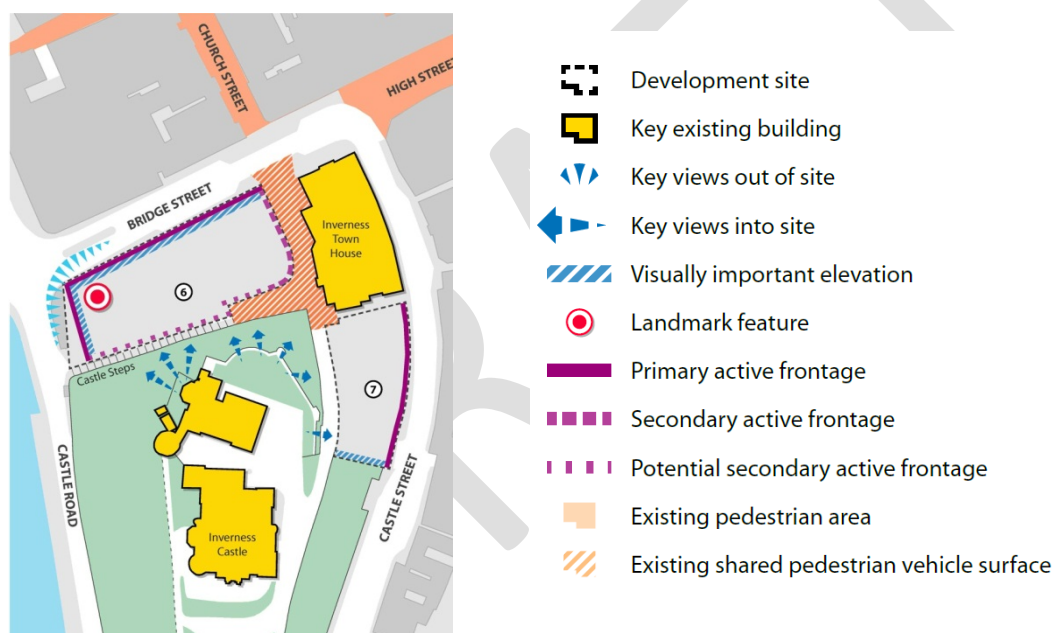 CHURCH STREET
HIGH STREET
BRIDGE STREET
Inverness
Town
House
6
Castle Steps
7
CASTLE ROAD
CASTLE STREET
Inverness
Castle
Development site
Key existing building
Key views out of site
Key views into site
Visually important elevation
Landmark feature
Primary active frontage
Secondary active frontage
Potential secondary active frontage
Existing pedestrian area
Existing shared pedestrian vehicle surface